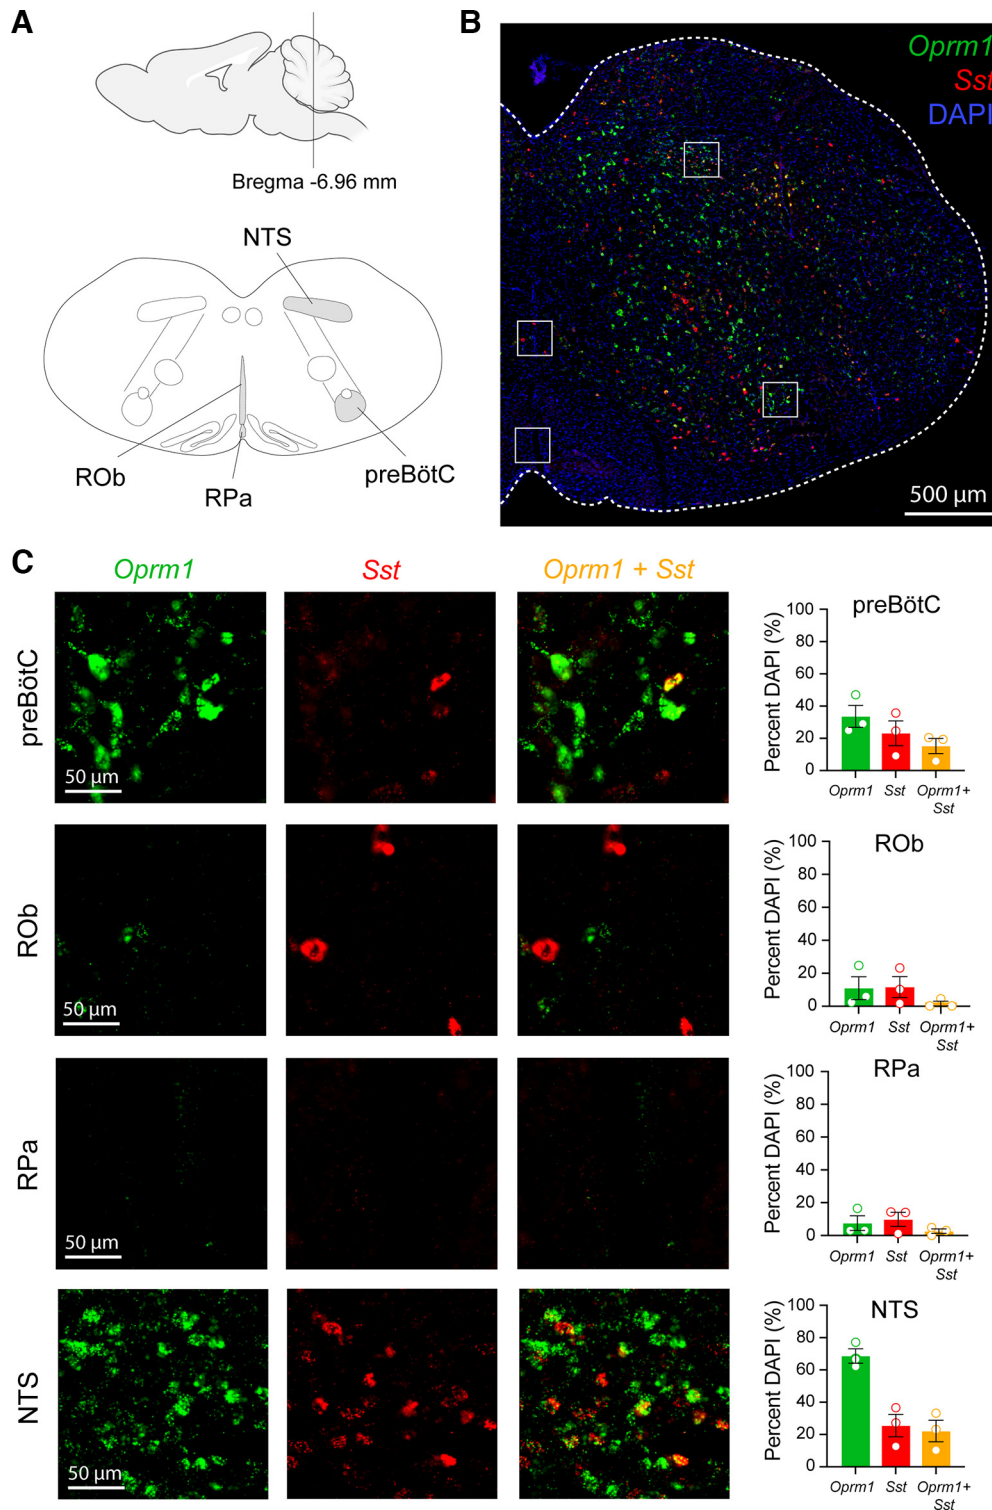 A
Bregma -6.96 mm
NTS
ROb
RPa
preBötC
B
Oprm1
Sst
DAPI
500 µm
C
Oprm1
Sst
Oprm1 + Sst
preBötC
50 µm
preBötC
Percent DAPI (%)
100
80
60
40
20
0
Oprm1
Sst
Oprm1+
Sst
ROb
50 µm
ROb
Percent DAPI (%)
100
80
60
40
20
0
Oprm1
Sst
Oprm1+
Sst
RPa
50 µm
RPa
Percent DAPI (%)
100
80
60
40
20
0
Oprm1
Sst
Oprm1+
Sst
NTS
50 µm
NTS
Percent DAPI (%)
100
80
60
40
20
0
Oprm1
Sst
Oprm1+
Sst